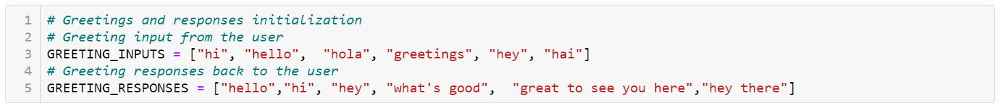 1 # Greetings and responses initialization
2 # Greeting input from the user
3 GREETING_INPUTS = ["hi", "hello",  "hola", "greetings", "hey", "hai"]
4 # Greeting responses back to the user
5 GREETING_RESPONSES = ["hello","hi", "hey", "what's good",  "great to see you here","hey there"]